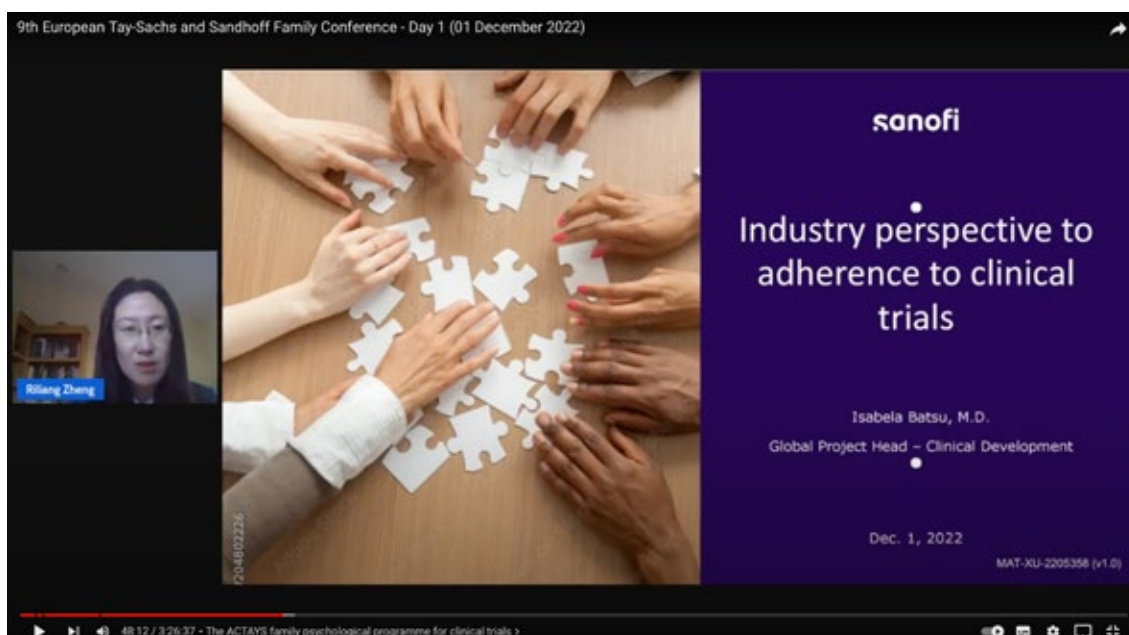 9th European Tay-Sachs and Sandhoff Family Conference - Day 1 (01 December 2022)
sanofi
Industry perspective to
adherence to clinical
trials
Riliang Zheng
Isabela Batsu, M.D.
Global Project Head – Clinical Development
Dec. 1, 2022
MAT-XU-2205358 (v1.0)
/204802226
48:12 / 3:26:37 • The ACTAYS family psychological programme for clinical trials >